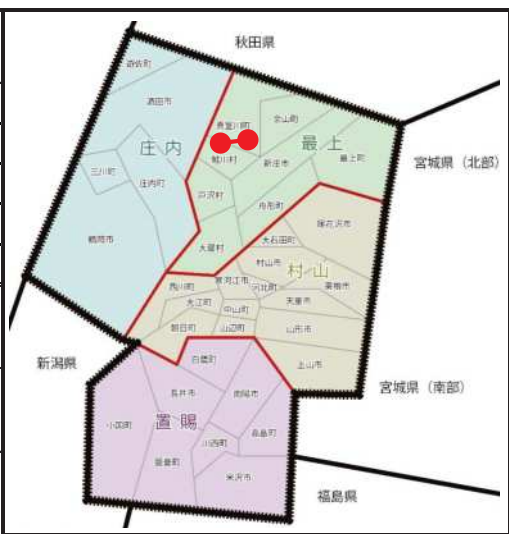 秋田県
遊佐町
酒田市
真室川町
金山町
庄内
最上
鮭川村
新庄市
最上町
宮城県（北部）
三川町
庄内町
戸沢村
舟形町
鶴岡市
大蔵村
大石田町
尾花沢市
村山市
村山
西川町
寒河江市
河北町
東根市
大江町
中山町
天童市
朝日町
山辺町
山形市
新潟県
白鷹町
上山市
宮城県（南部）
長井市
南陽市
小国町
置賜
高畠町
川西町
飯豊町
米沢市
福島県